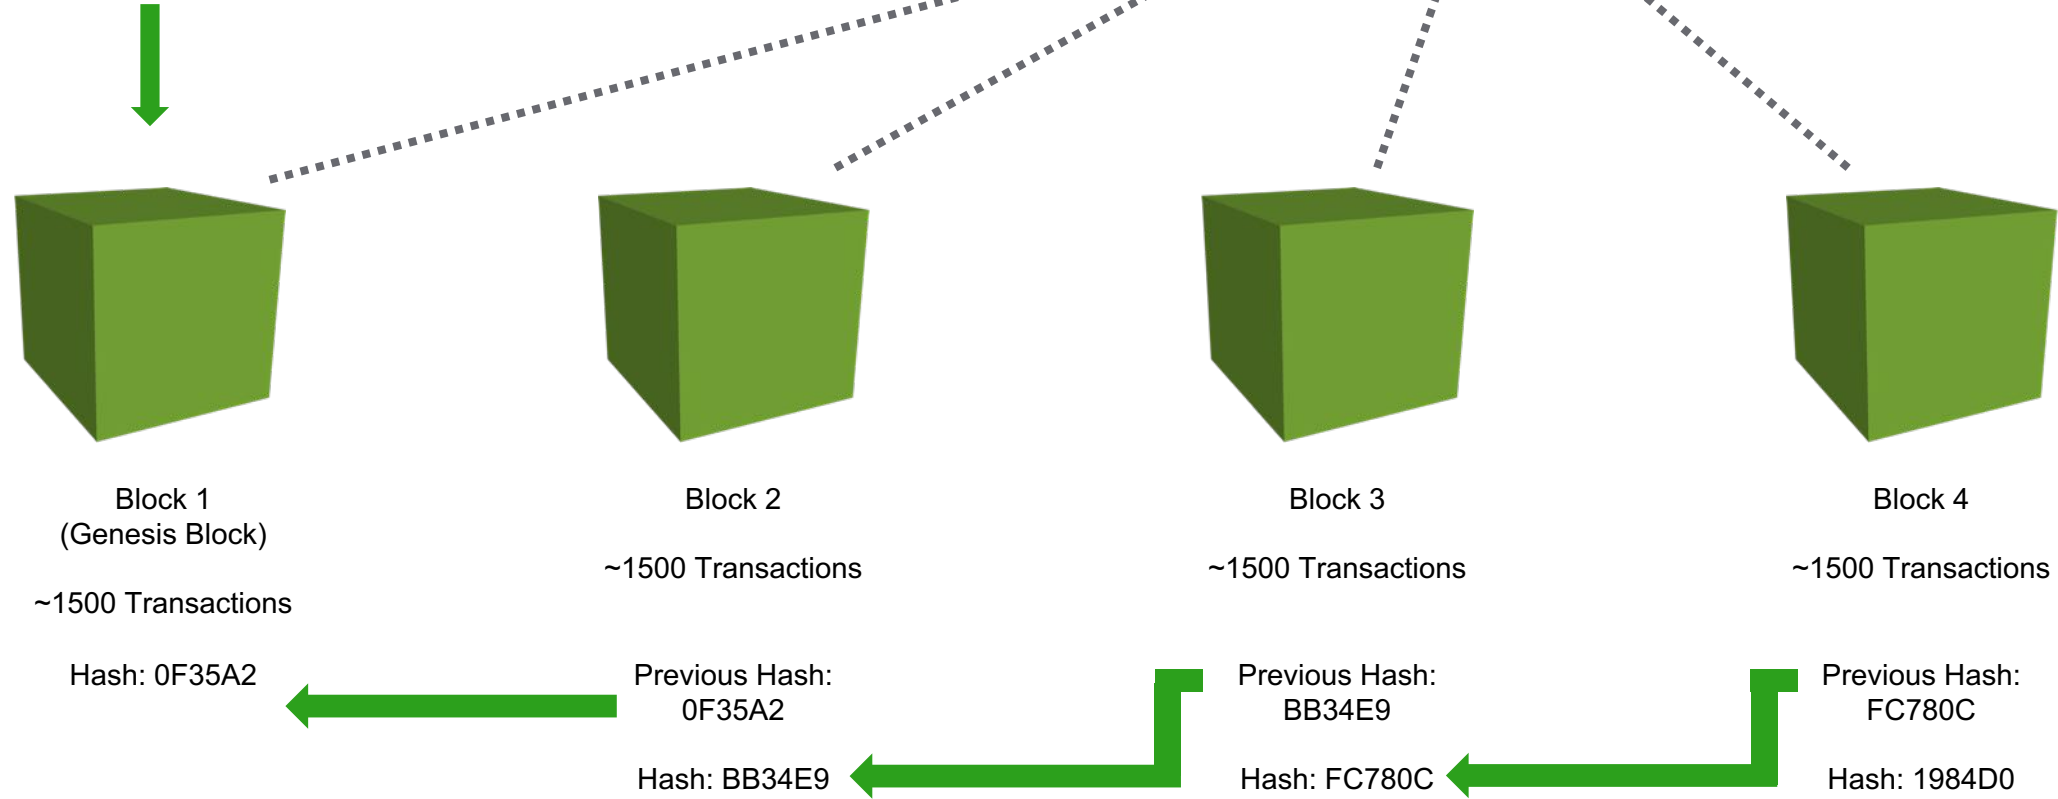 Block 1
(Genesis Block)
~1500 Transactions
Hash: 0F35A2
Block 2
~1500 Transactions
Previous Hash:
0F35A2
Hash: BB34E9
Block 3
~1500 Transactions
Previous Hash:
BB34E9
Hash: FC780C
Block 4
~1500 Transactions
Previous Hash:
FC780C
Hash: 1984D0